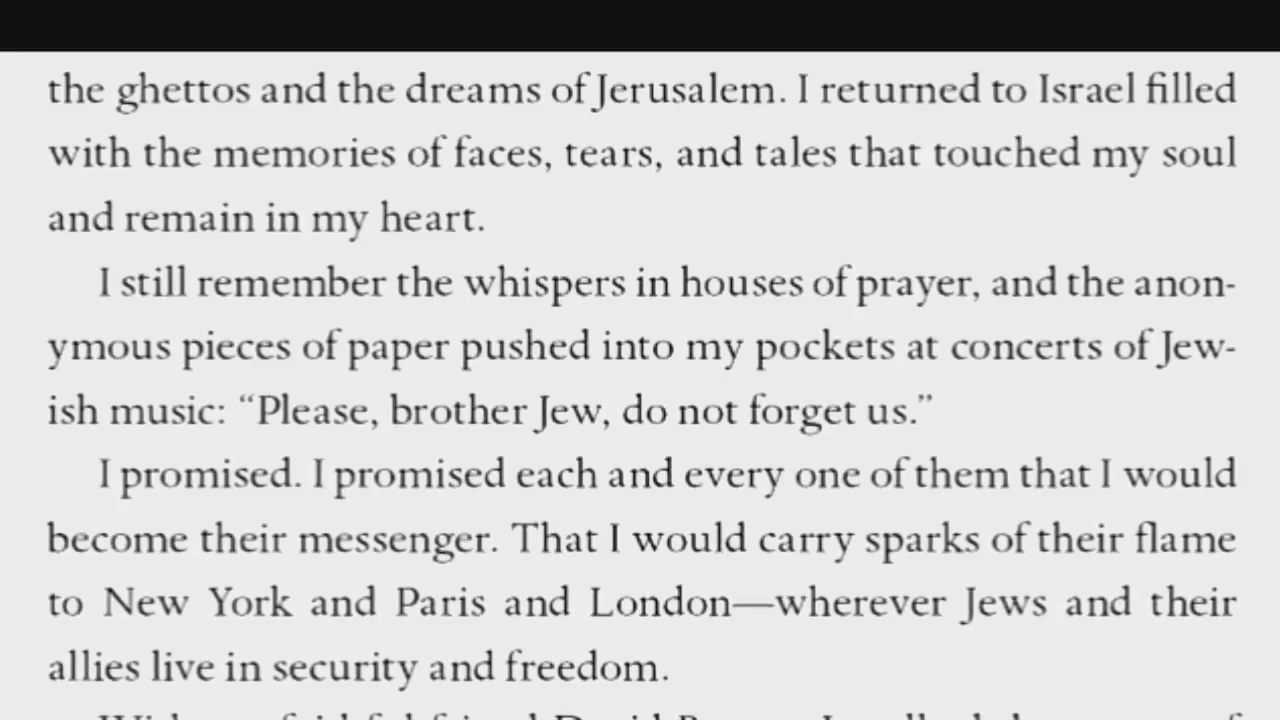 the ghettos and the dreams of Jerusalem. I returned to Israel filled
with the memories of faces, tears, and tales that touched my soul
and remain in my heart.
I still remember the whispers in houses of prayer, and the anon-
ymous pieces of paper pushed into my pockets at concerts of Jew-
ish music: “Please, brother Jew, do not forget us.”
I promised. I promised each and every one of them that I would
become their messenger. That I would carry sparks of their flame
to New York and Paris and London—wherever Jews and their
allies live in security and freedom.